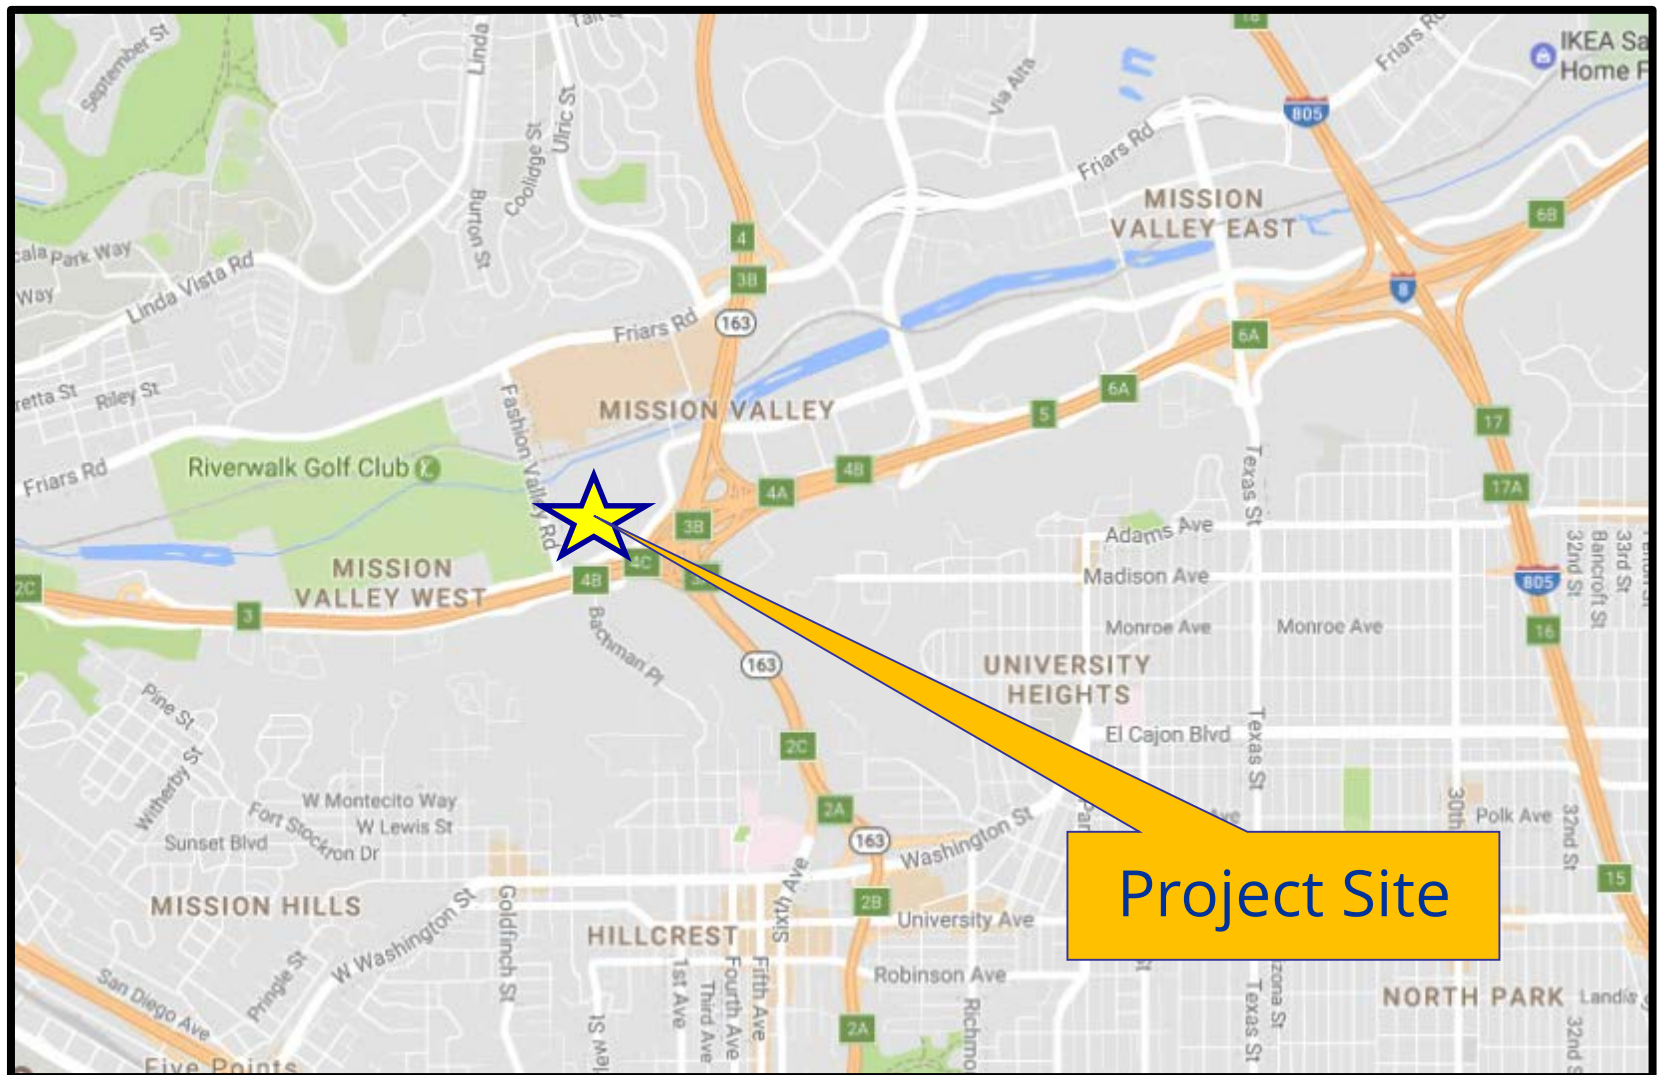 September St
Linda
Ulric St
Coolidge St
Burton St
Via Alta
Friars Rd
IKEA Sa
Home F
805
18
Friars Rd
MISSION
VALLEY EAST
6B
4
3B
163
8
6A
cala Park Way
Way
Linda Vista Rd
Friars Rd
retta St
Riley St
Fashion Valley Rd
MISSION VALLEY
5
6A
17
Friars Rd
Riverwalk Golf Club
4A
4B
17A
Texas St
3B
Adams Ave
32nd St
Bancroft St
33rd St
2C
MISSION
VALLEY WEST
3
4B
4C
Madison Ave
805
Bachman Pl
Monroe Ave
Monroe Ave
16
163
UNIVERSITY
HEIGHTS
Pine St
Witherby St
2C
El Cajon Blvd
Texas St
W Montecito Way
W Lewis St
Fort Stockron Dr
Sunset Blvd
2A
163
Washington St
Par
Ave
30th
Polk Ave
32nd St
15
Project Site
MISSION HILLS
W Washington St
Goldfinch St
Sixth Ave
2B
University Ave
HILLCREST
1st Ave
Third Ave
Fourth Ave
Fifth Ave
Robinson Ave
Richmo
St
zona St
Texas St
NORTH PARK
Landis
32nd S
San Diego Ave
Pringle St
2A
Five Points